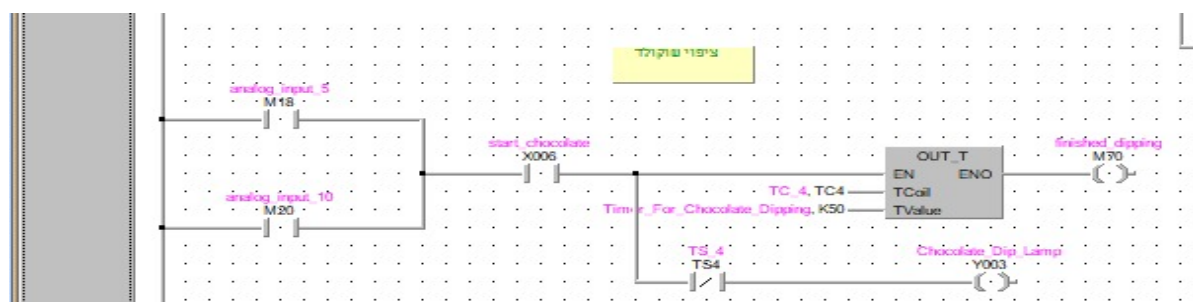 ציפוי שוקולד
analog_input_5
M18
start_chocolate
X006
OUT_T
EN ENO
finished_dipping
M70
TC_4, TC4 TCoil
Timer_For_Chocolate_Dipping, K50 TValue
analog_input_10
M20
TS_4
TS4
Chocolate_Dip_Lamp
Y003